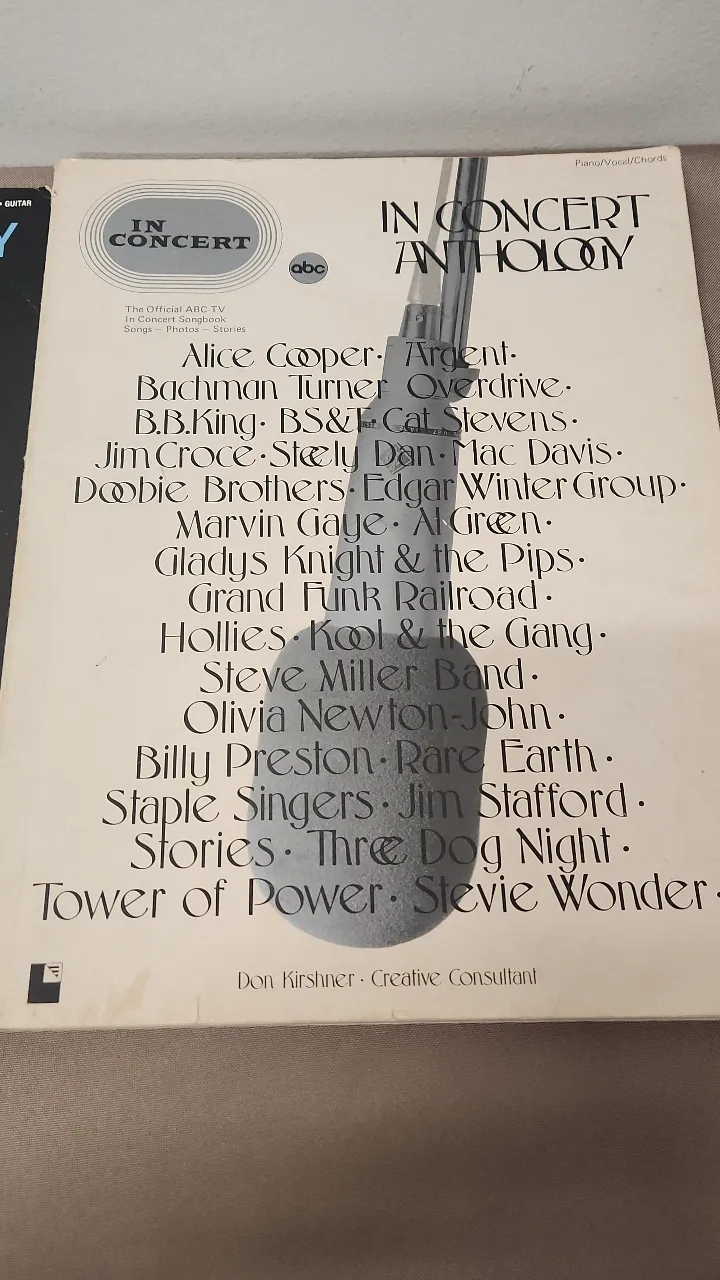 • GUITAR
Y
Piano/Vocal/Chords
IN
CONCERT
abc
IN CONCERT
ANTHOLOGY
The Official ABC-TV
In Concert Songbook
Songs — Photos — Stories
Alice Cooper · Argent ·
Bachman Turner Overdrive ·
B.B.King · BS&T · Cat Stevens ·
Jim Croce · Steely Dan · Mac Davis ·
Doobie Brothers · Edgar Winter Group ·
Marvin Gaye · Al Green ·
Gladys Knight & the Pips ·
Grand Funk Railroad ·
Hollies · Kool & the Gang ·
Steve Miller Band ·
Olivia Newton-John ·
Billy Preston · Rare Earth ·
Staple Singers · Jim Stafford ·
Stories · Three Dog Night ·
Tower of Power · Stevie Wonder ·
Don Kirshner · Creative Consultant